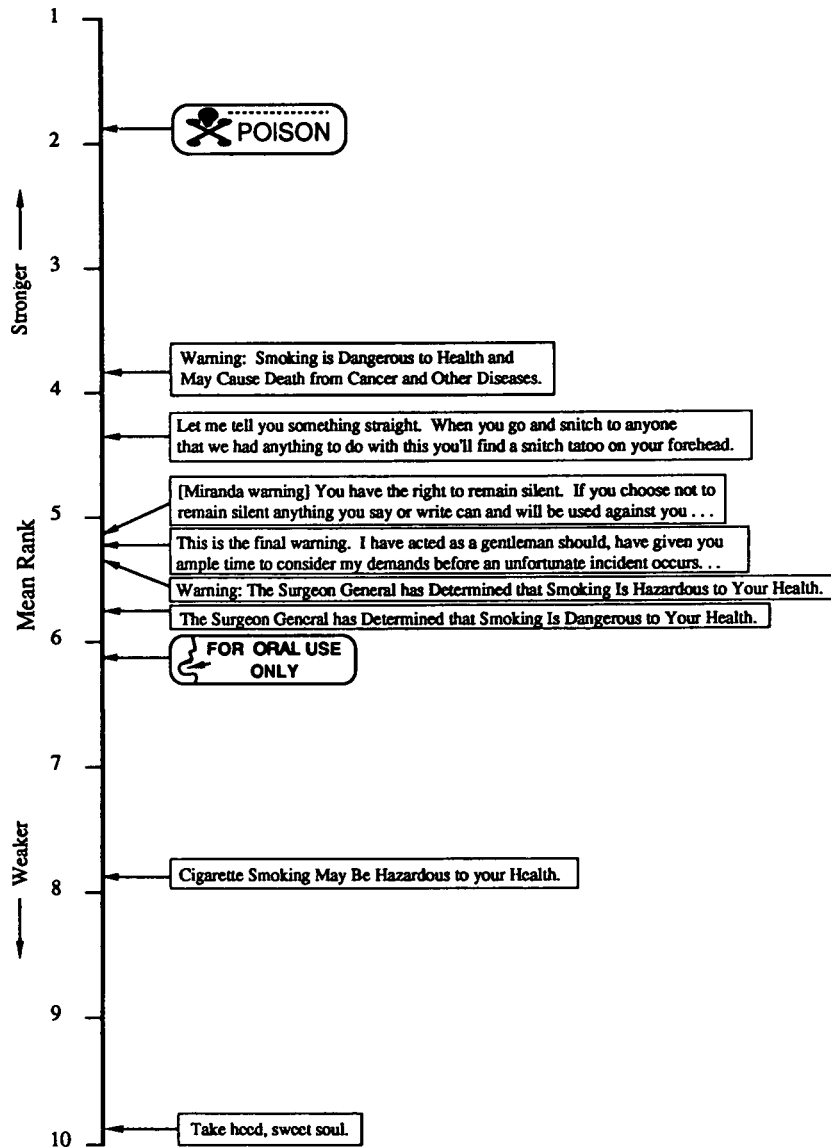 1
POISON
2
Stronger
3
Warning: Smoking is Dangerous to Health and
May Cause Death from Cancer and Other Diseases.
4
Let me tell you something straight. When you go and snitch to anyone
that we had anything to do with this you'll find a snitch tatoo on your forehead.
[Miranda warning] You have the right to remain silent. If you choose not to
remain silent anything you say or write can and will be used against you . . .
5
This is the final warning. I have acted as a gentleman should, have given you
ample time to consider my demands before an unfortunate incident occurs. . .
Mean Rank
Warning: The Surgeon General has Determined that Smoking Is Hazardous to Your Health.
The Surgeon General has Determined that Smoking Is Dangerous to Your Health.
6
FOR ORAL USE
ONLY
7
Weaker
Cigarette Smoking May Be Hazardous to your Health.
8
9
Take heed, sweet soul.
10